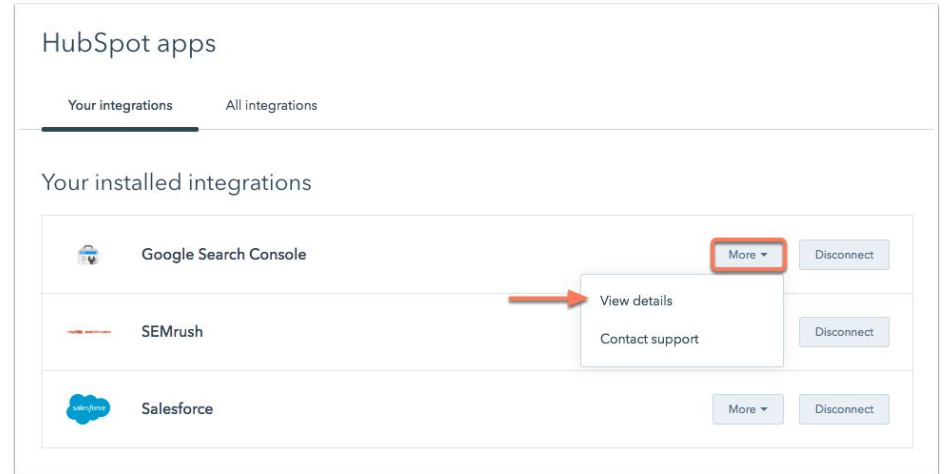 HubSpot apps
Your integrations All integrations
Your installed integrations
Google Search Console More Disconnect
View details
SEMrush Disconnect
Contact support
salesforce Salesforce More Disconnect